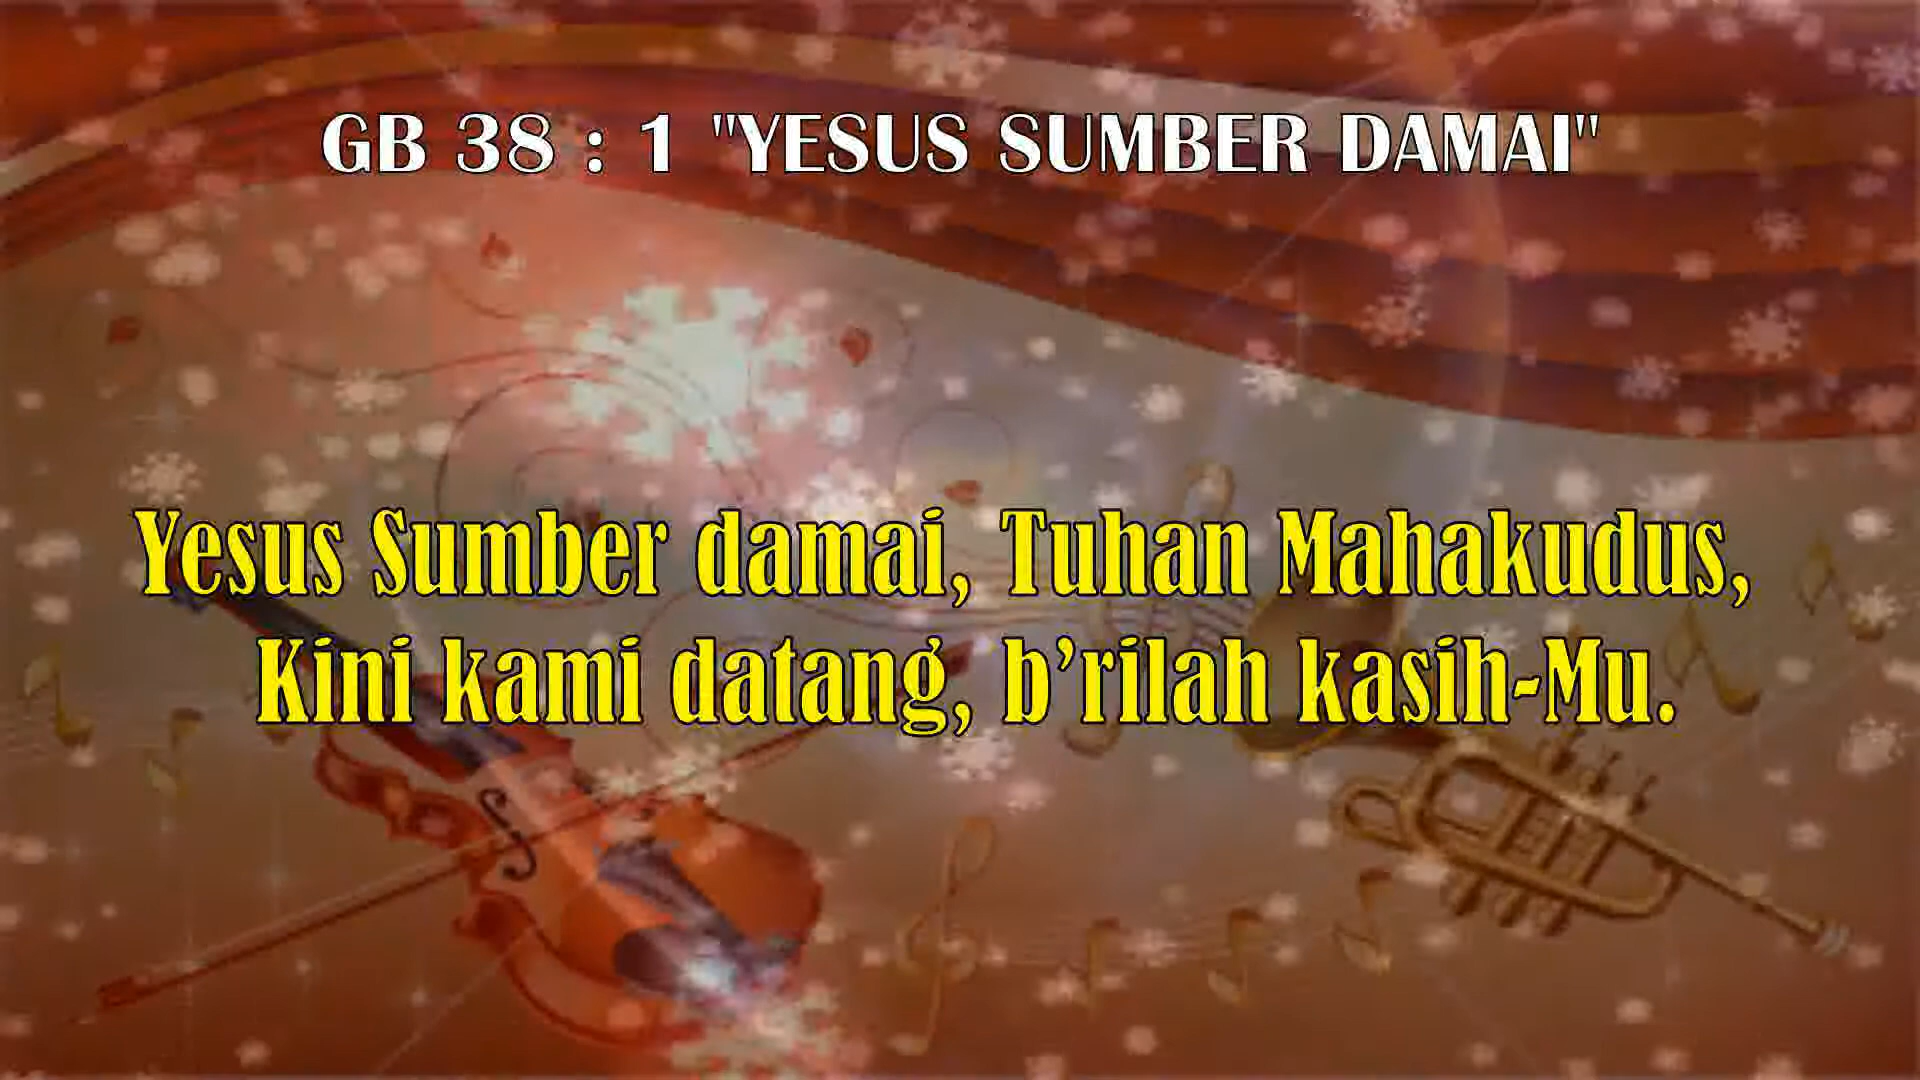 GB 38 : 1 "YESUS SUMBER DAMAI"
Yesus Sumber damai, Tuhan Mahakudus,
Kini kami datang, b’rilah kasih-Mu.